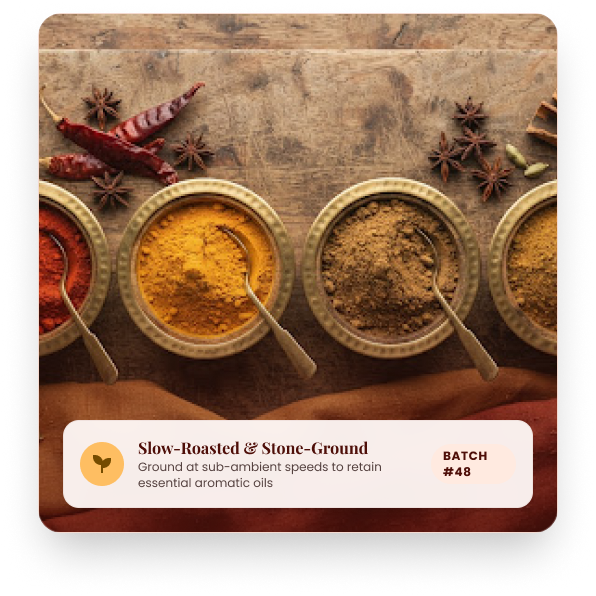 Slow-Roasted & Stone-Ground
Ground at sub-ambient speeds to retain
essential aromatic oils
BATCH
#48